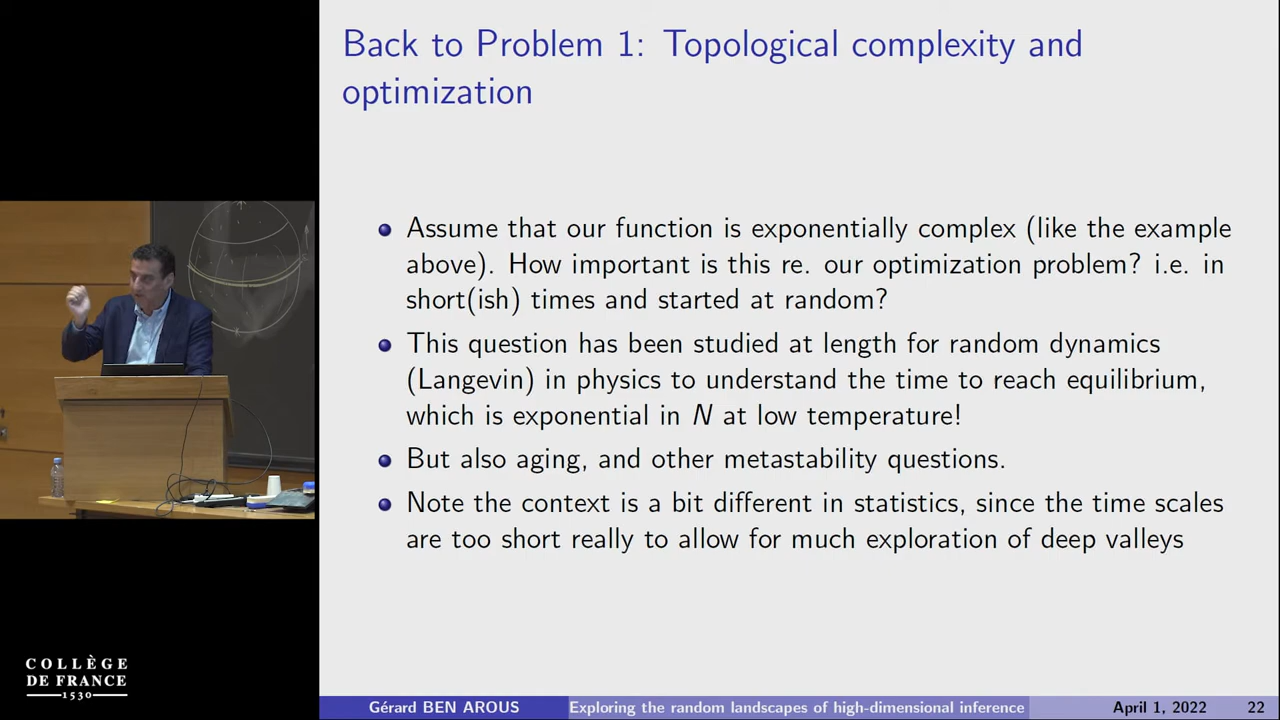 Back to Problem 1: Topological complexity and
optimization
Assume that our function is exponentially complex (like the example
above). How important is this re. our optimization problem? i.e. in
short(ish) times and started at random?
This question has been studied at length for random dynamics
(Langevin) in physics to understand the time to reach equilibrium,
which is exponential in N at low temperature!
But also aging, and other metastability questions.
Note the context is a bit different in statistics, since the time scales
are too short really to allow for much exploration of deep valleys
COLLÈGE
DE FRANCE
1530
Gérard BEN AROUS Exploring the random landscapes of high-dimensional inference April 1, 2022 22